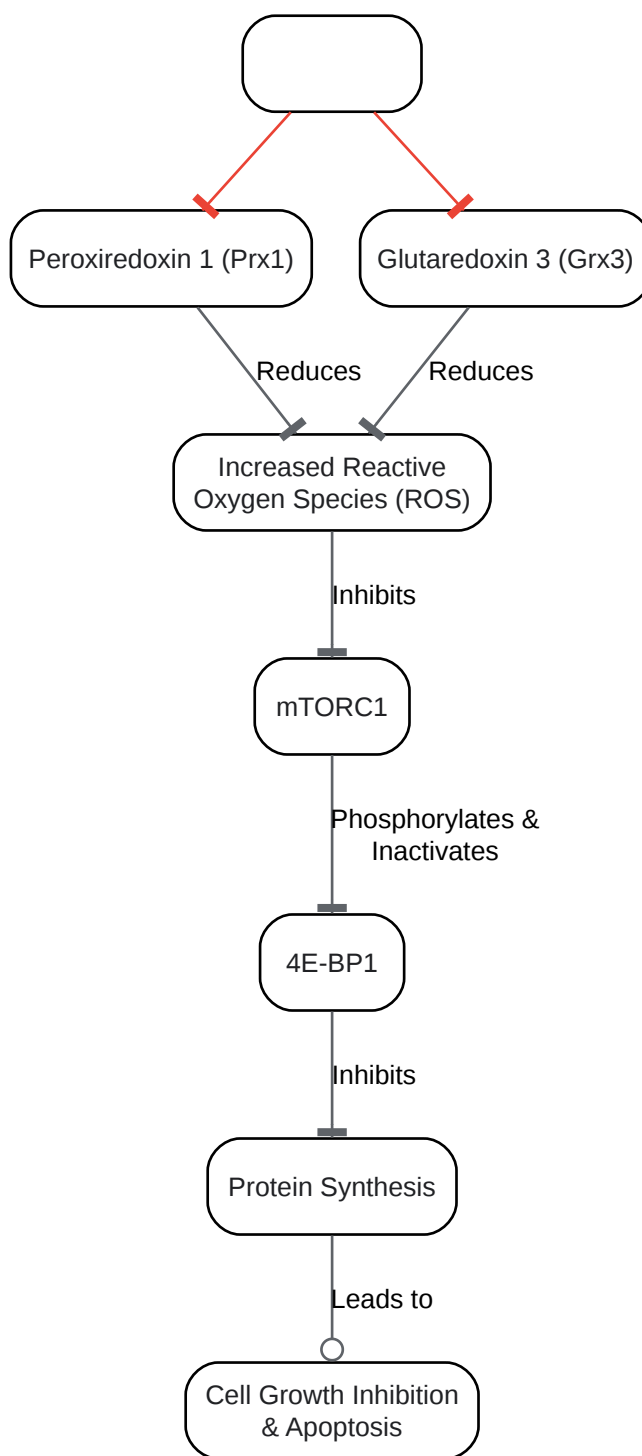 Peroxiredoxin 1 (Prx1)
Glutaredoxin 3 (Grx3)
Reduces
Reduces
Increased Reactive
Oxygen Species (ROS)
Inhibits
mTORC1
Phosphorylates &
Inactivates
4E-BP1
Inhibits
Protein Synthesis
Leads to
Cell Growth Inhibition
& Apoptosis